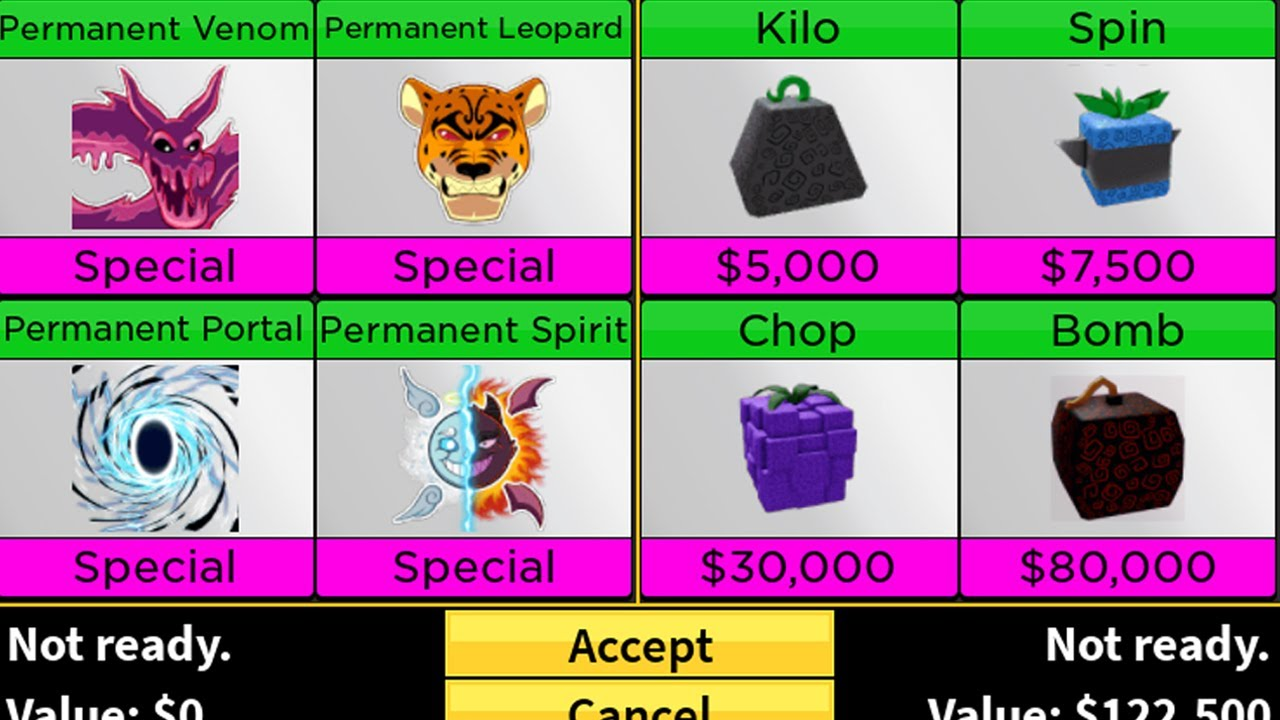 Permanent Venom
Permanent Leopard
Kilo
Spin
Special
Special
$5,000
$7,500
Permanent Portal
Permanent Spirit
Chop
Bomb
Special
Special
$30,000
$80,000
Not ready.
Accept
Not ready.
Value: $0
Cancel
Value: $122,500